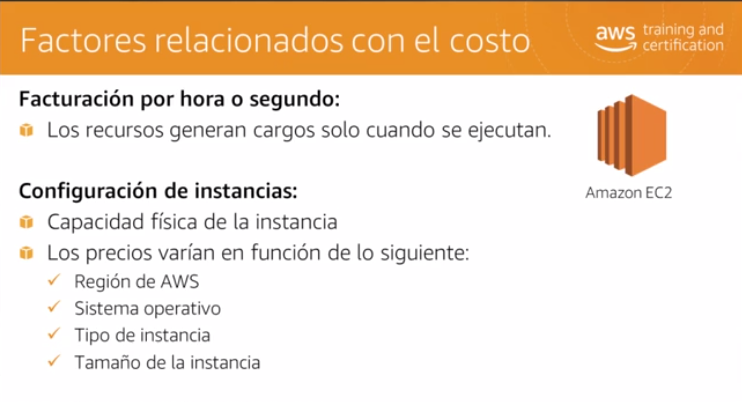 Factores relacionados con el costo
aws training and
certification
Facturación por hora o segundo:
Los recursos generan cargos solo cuando se ejecutan.
Amazon EC2
Configuración de instancias:
Capacidad física de la instancia
Los precios varían en función de lo siguiente:
Región de AWS
Sistema operativo
Tipo de instancia
Tamaño de la instancia